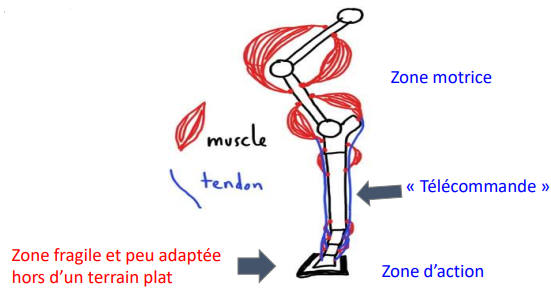 Zone motrice
muscle
tendon
« Télécommande »
Zone fragile et peu adaptée
hors d’un terrain plat
Zone d’action